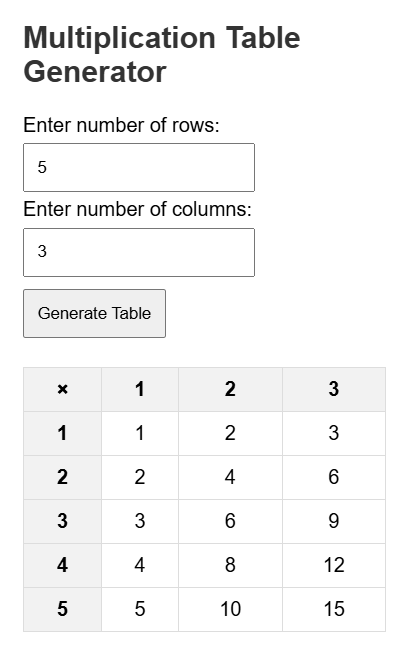 Multiplication Table
Generator
Enter number of rows:
5
Enter number of columns:
3
Generate Table
× 1 2 3
1 1 2 3
2 2 4 6
3 3 6 9
4 4 8 12
5 5 10 15